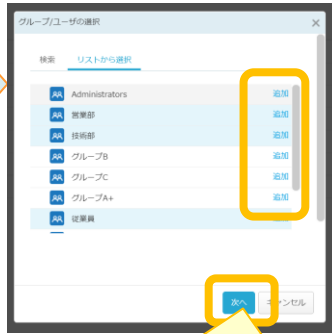 グループ/ユーザの選択
検索 リストから選択
Administrators 追加
営業部 追加
技術部 追加
グループB 追加
グループC 追加
グループA+ 追加
従業員
次へ キャンセル